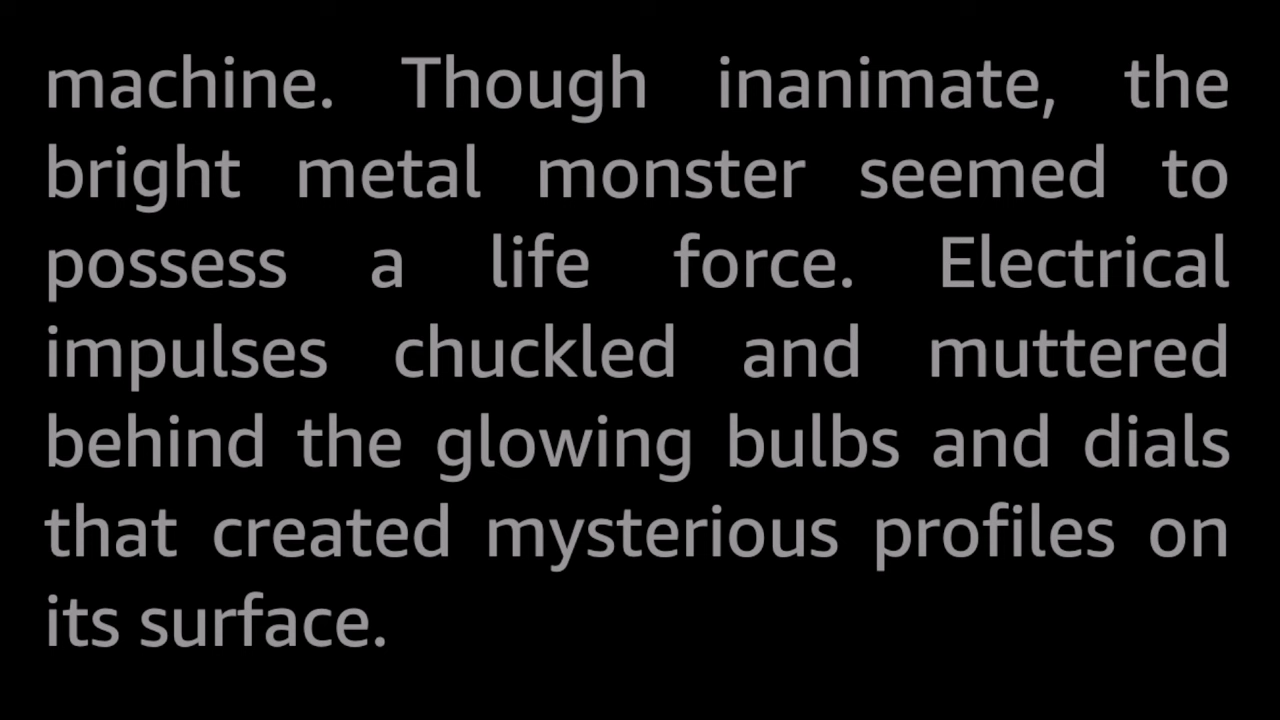 machine. Though inanimate, the
bright metal monster seemed to
possess a life force. Electrical
impulses chuckled and muttered
behind the glowing bulbs and dials
that created mysterious profiles on
its surface.